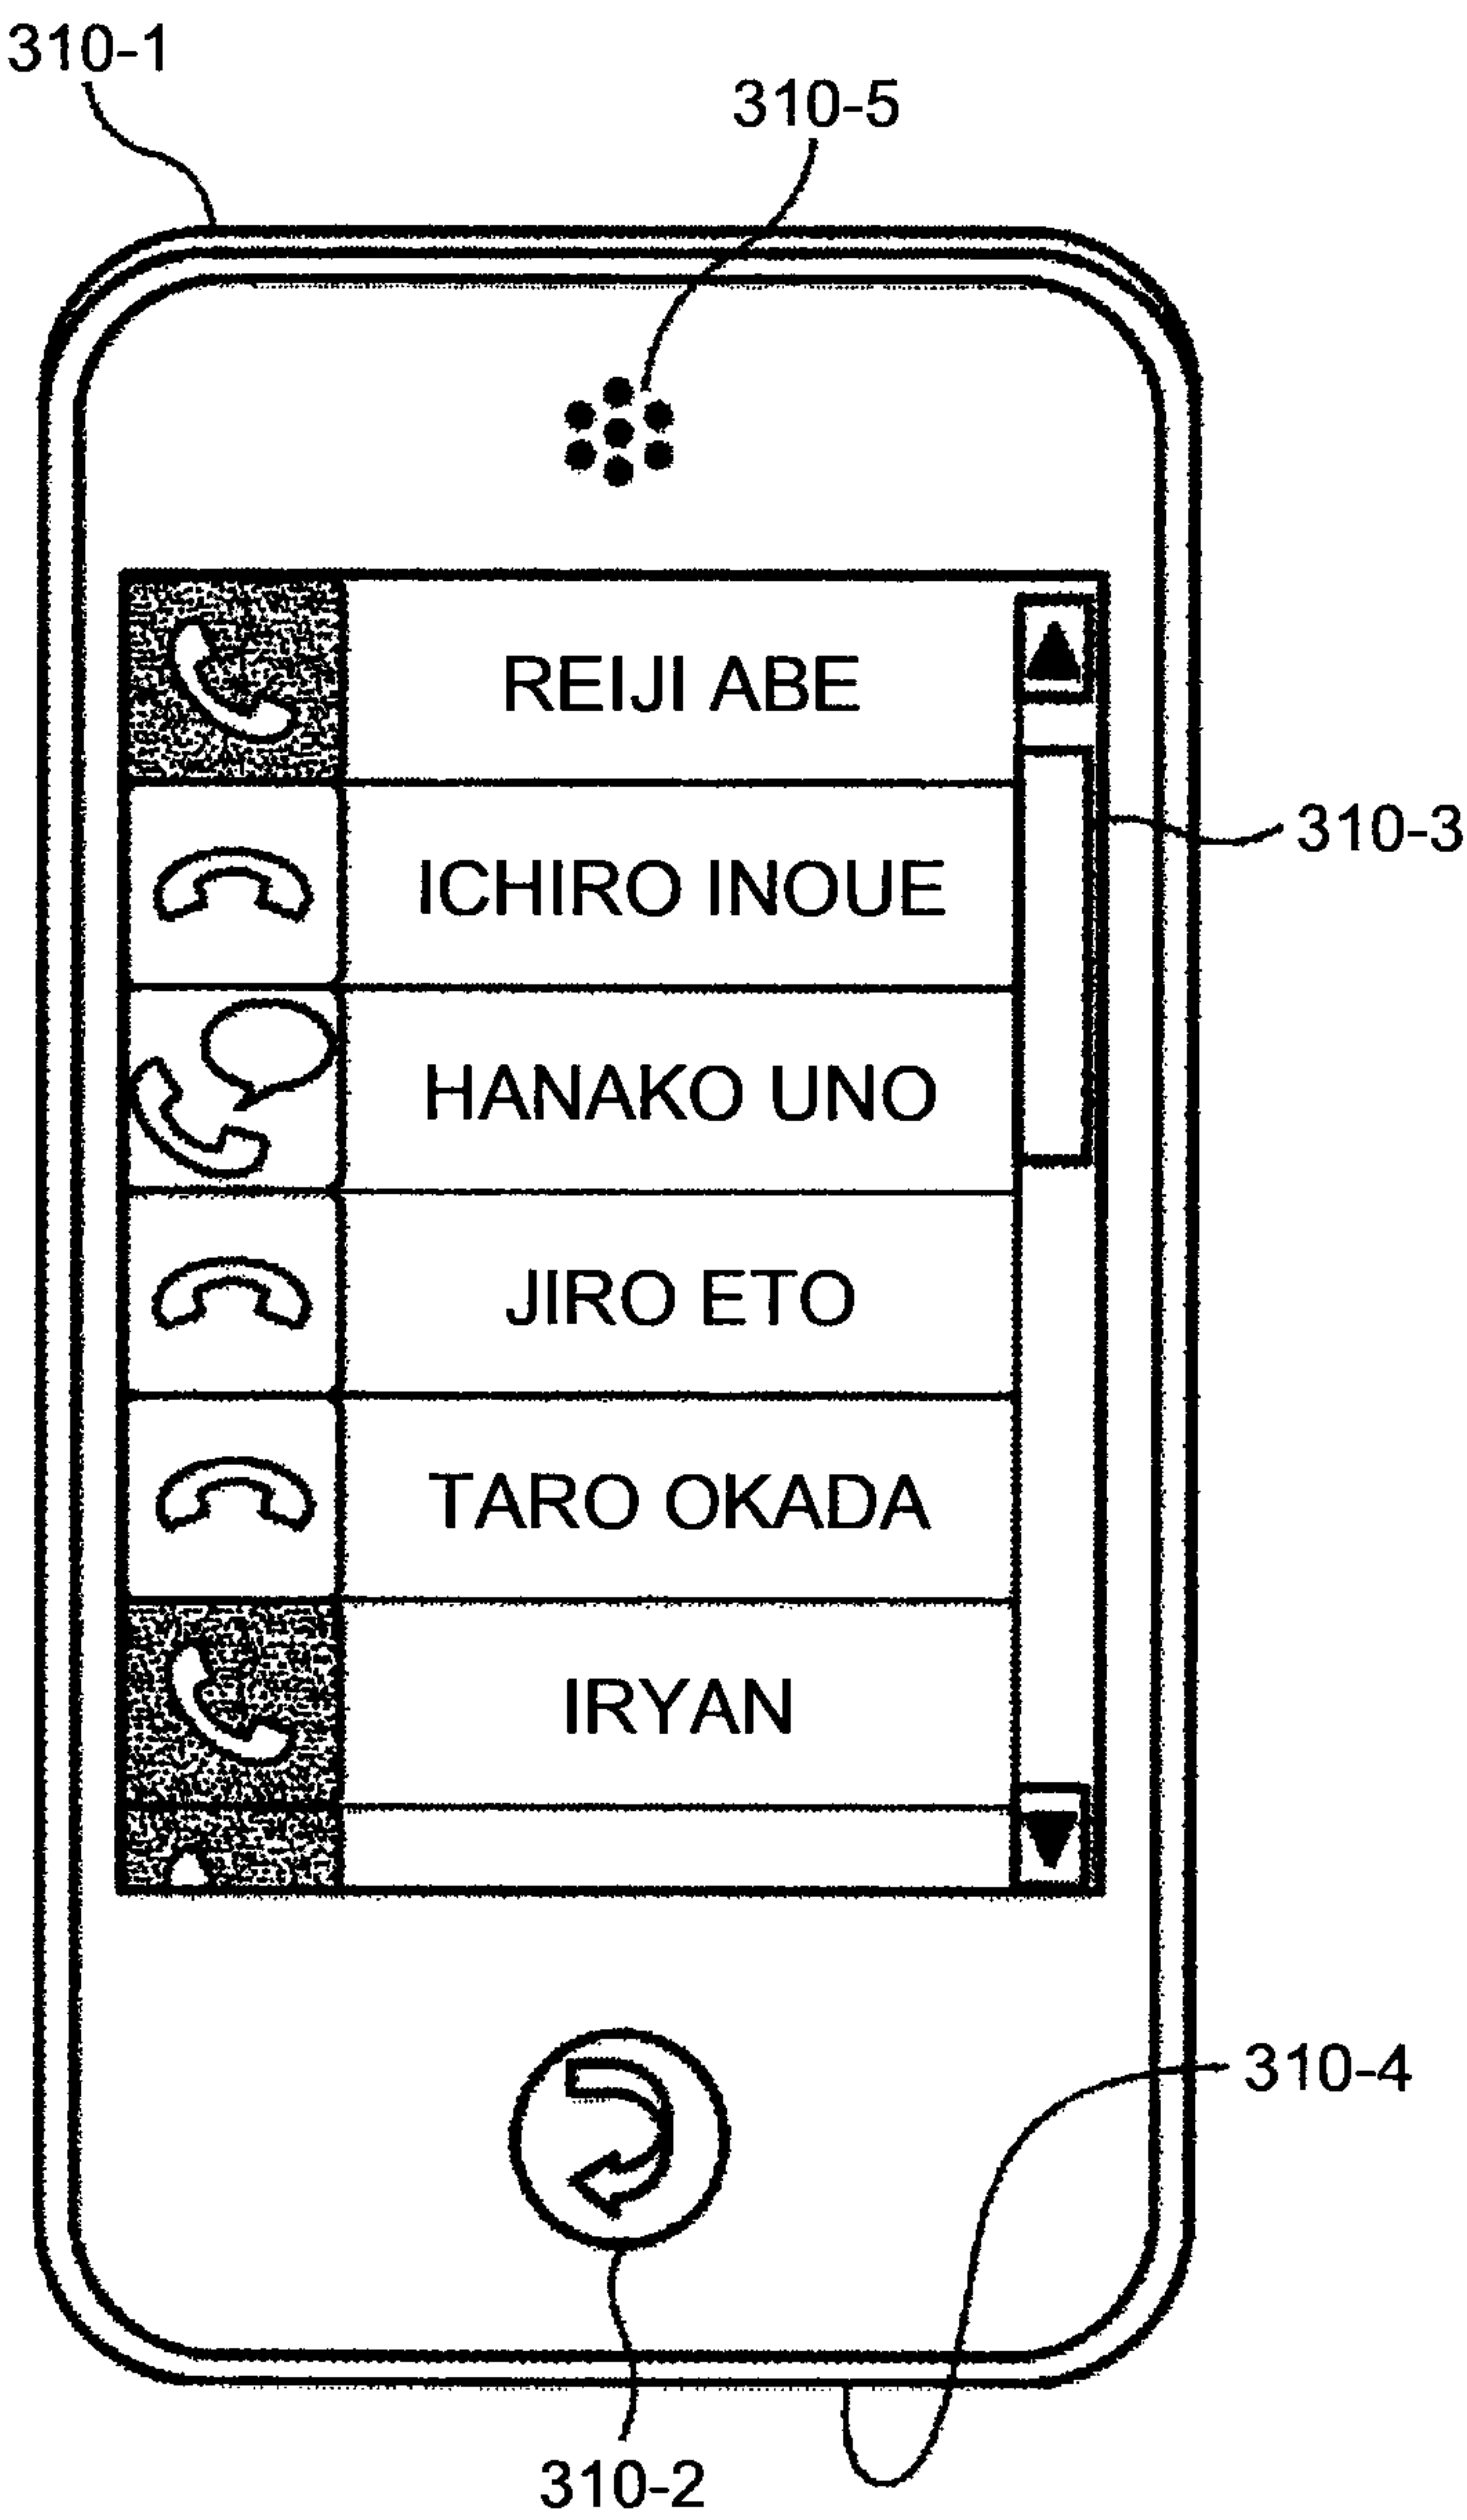 310-1
310-5
REIJI ABE
310-3
ICHIRO INOUE
HANAKO UNO
JIRO ETO
TARO OKADA
IRYAN
310-4
310-2